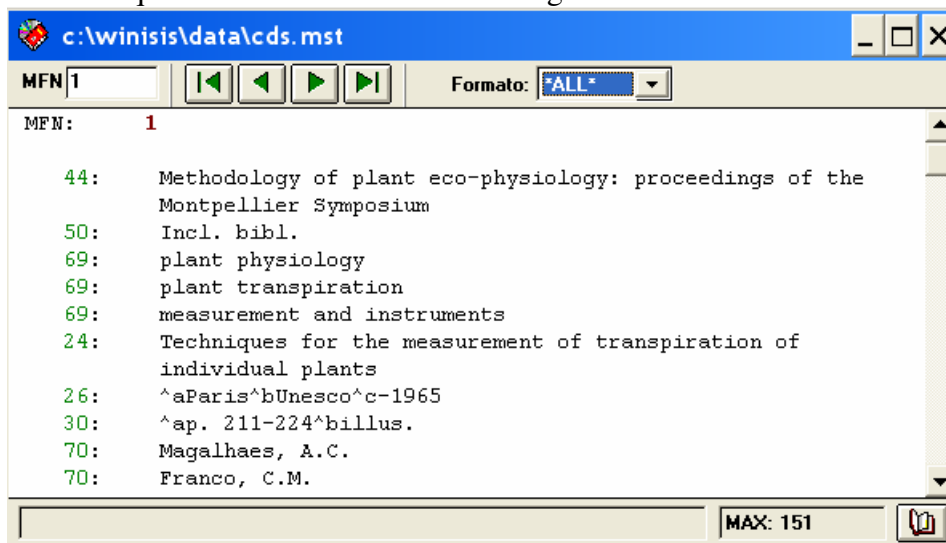 c:\winisis\data\cds.mst
MFN 1 Formato: *ALL*
MFN: 1
44: Methodology of plant eco-physiology: proceedings of the
Montpellier Symposium
50: Incl. bibl.
69: plant physiology
69: plant transpiration
69: measurement and instruments
24: Techniques for the measurement of transpiration of
individual plants
26: ^aParis^bUnesco^c-1965
30: ^ap. 211-224^billus.
70: Magalhaes, A.C.
70: Franco, C.M.
MAX: 151